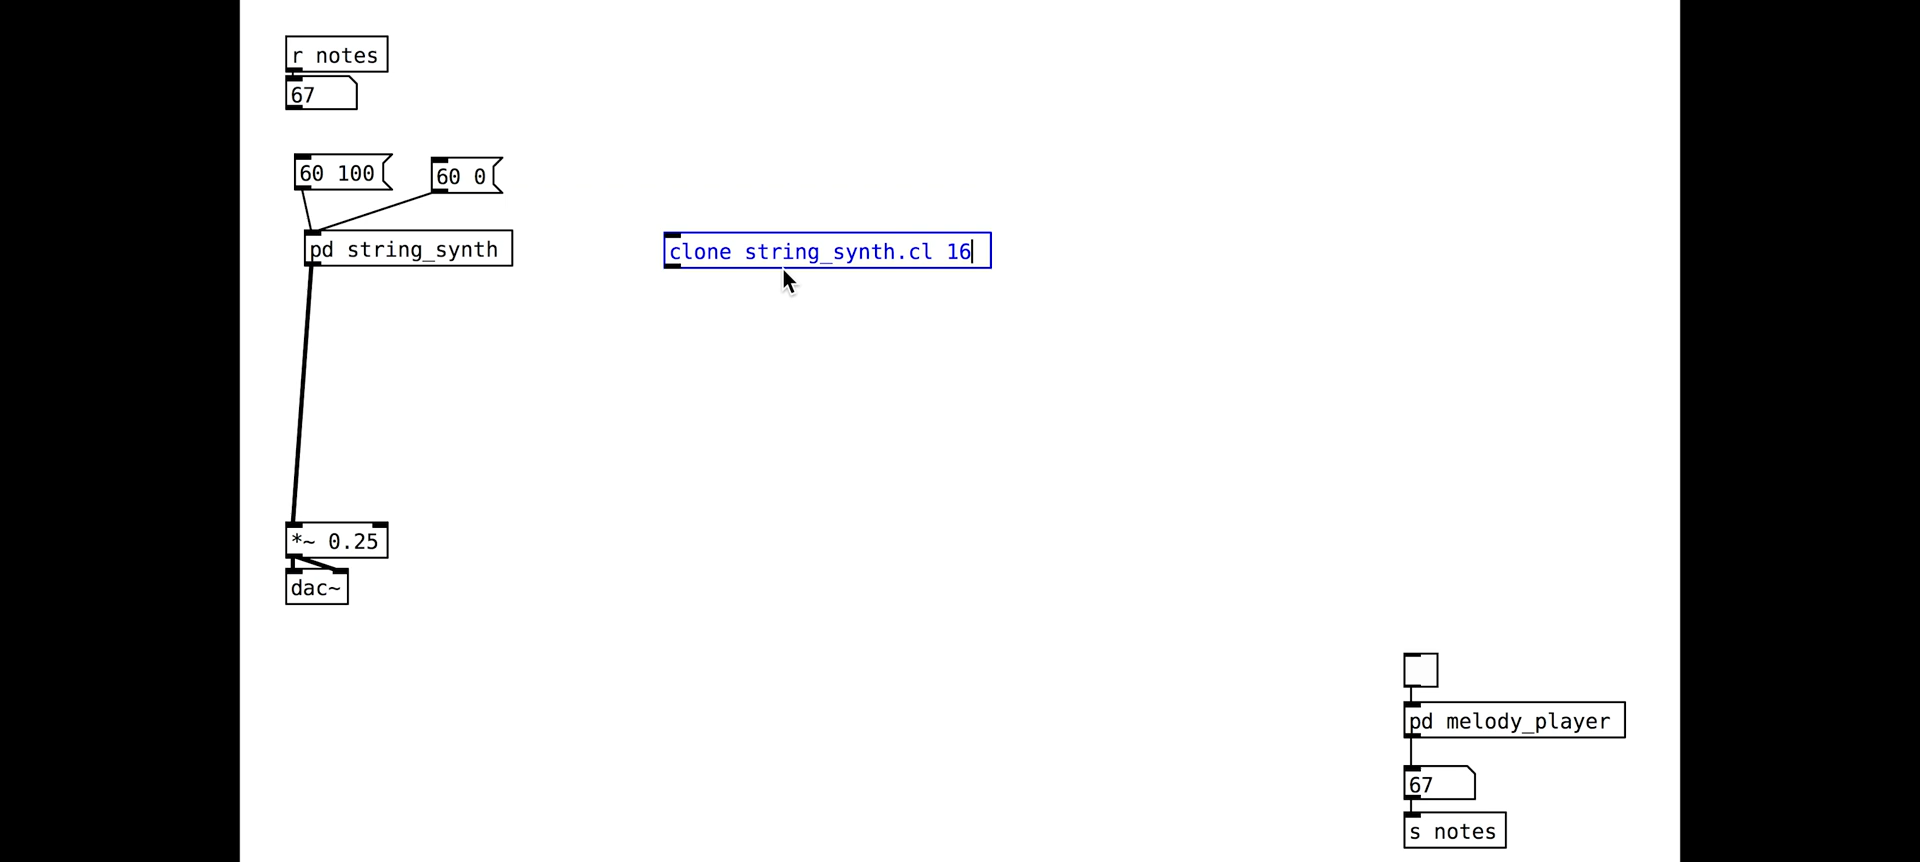 r notes
67
60 100
60 0
pd string_synth
clone string_synth.cl 16
*~ 0.25
dac~
pd melody_player
67
s notes